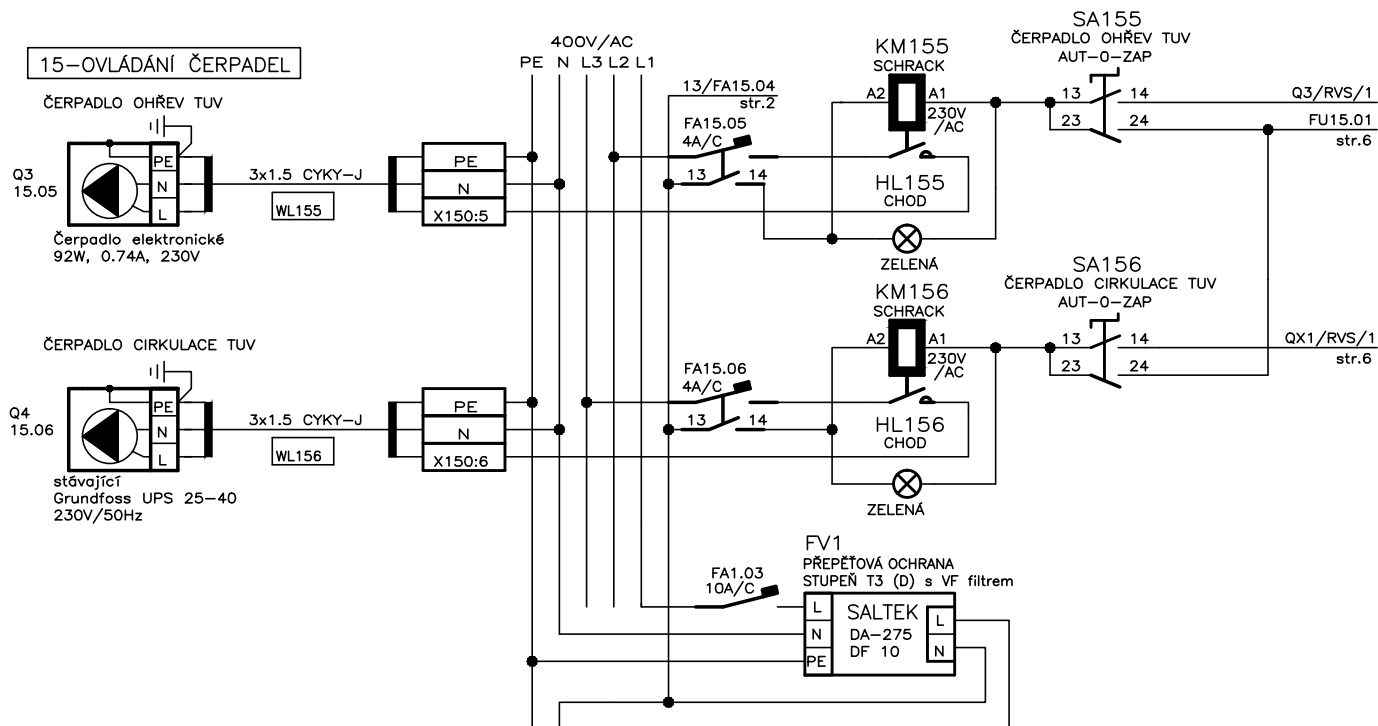 15-OVLÁDÁNÍ ČERPADEL
400V/AC
PE N L3 L2 L1
ČERPADLO OHŘEV TUV
Q3
15.05
PE
N
L
3x1.5 CYKY-J
WL155
PE
N
X150:5
Čerpadlo elektronické
92W, 0.74A, 230V
13/FA15.04
str.2
FA15.05
4A/C
13 14
KM155
SCHRACK
A2 A1
230V
/AC
HL155
CHOD
ZELENÁ
SA155
ČERPADLO OHŘEV TUV
AUT-0-ZAP
13 14
23 24
Q3/RVS/1
FU15.01
str.6
ČERPADLO CIRKULACE TUV
Q4
15.06
PE
N
L
3x1.5 CYKY-J
WL156
PE
N
X150:6
stávající
Grundfoss UPS 25-40
230V/50Hz
FA15.06
4A/C
13 14
KM156
SCHRACK
A2 A1
230V
/AC
HL156
CHOD
ZELENÁ
SA156
ČERPADLO CIRKULACE TUV
AUT-0-ZAP
13 14
23 24
QX1/RVS/1
str.6
FA1.03
10A/C
FV1
PŘEPĚŤOVÁ OCHRANA
STUPEŇ T3 (D) s VF filtrem
L
N
PE
SALTEK
DA-275
DF 10
L
N